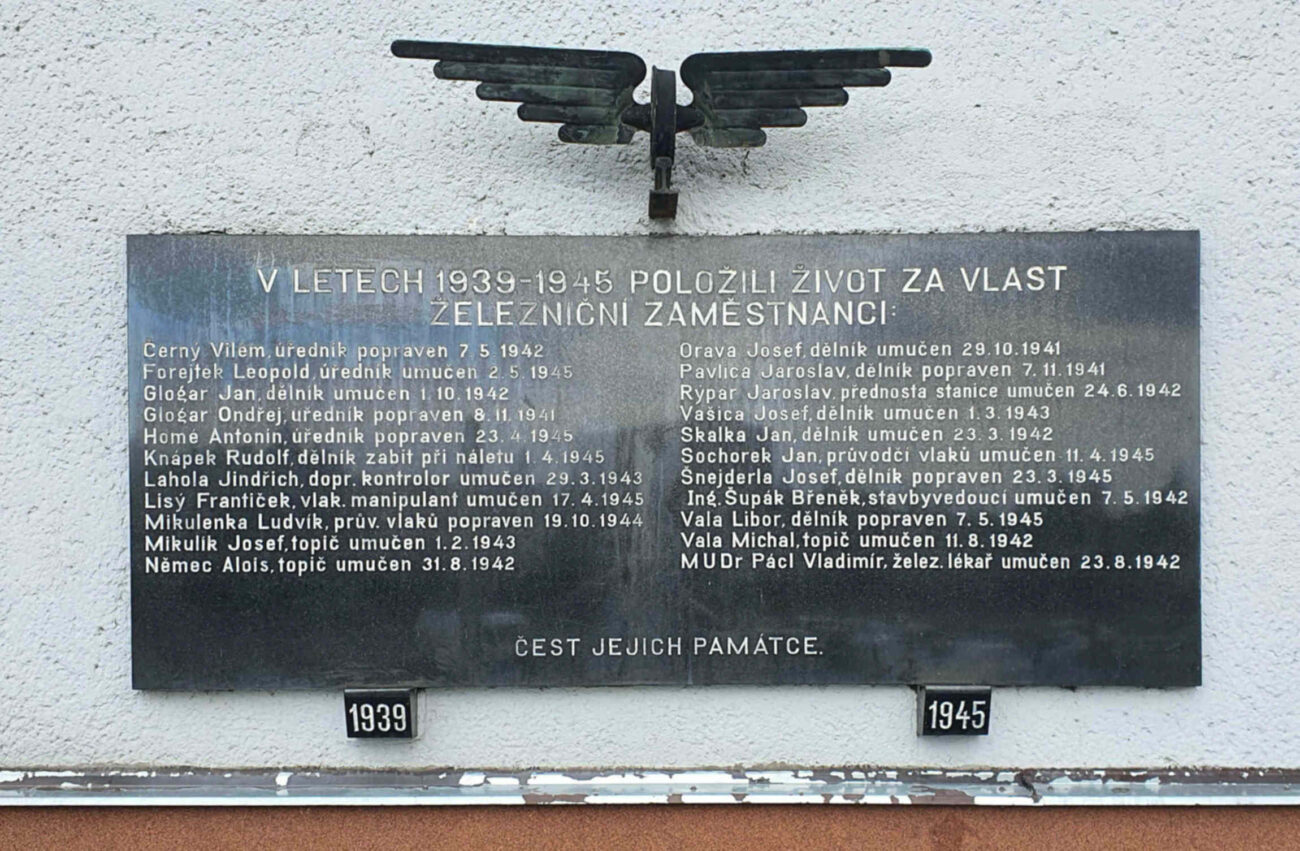 V LETECH 1939-1945 POLOŽILI ŽIVOT ZA VLAST
ŽELEZNIČNÍ ZAMĚSTNANCI:
Černý Vilém, úředník popraven 7.5.1942
Forejtek Leopold, úředník umučen 2.5.1945
Glogar Jan, dělník umučen 1.10.1942
Glogar Ondřej, úředník popraven 8.11.1941
Home Antonín, úředník popraven 23.4.1945
Knápek Rudolf, dělník zabit při náletu 1.4.1945
Lahola Jindřich, dopr. kontrolor umučen 29.3.1943
Lisý Frantiček, vlak. manipulant umučen 17.4.1945
Mikulenka Ludvík, prův. vlaků popraven 19.10.1944
Mikulík Josef, topič umučen 1.2.1943
Němec Alois, topič umučen 31.8.1942
Orava Josef, dělník umučen 29.10.1941
Pavlica Jaroslav, dělník popraven 7.11.1941
Rýpar Jaroslav, přednosta stanice umučen 24.6.1942
Vašica Josef, dělník umučen 1.3.1943
Skalka Jan, dělník umučen 23.3.1942
Sochorek Jan, průvodčí vlaků umučen 11.4.1945
Šnejderla Josef, dělník popraven 23.3.1945
Ing. Šupák Břeněk, stavbyvedoucí umučen 7.5.1942
Vala Libor, dělník popraven 7.5.1945
Vala Michal, topič umučen 11.8.1942
MUDr Pácl Vladimír, želez. lékař umučen 23.8.1942
ČEST JEJICH PAMÁTCE.
1939
1945